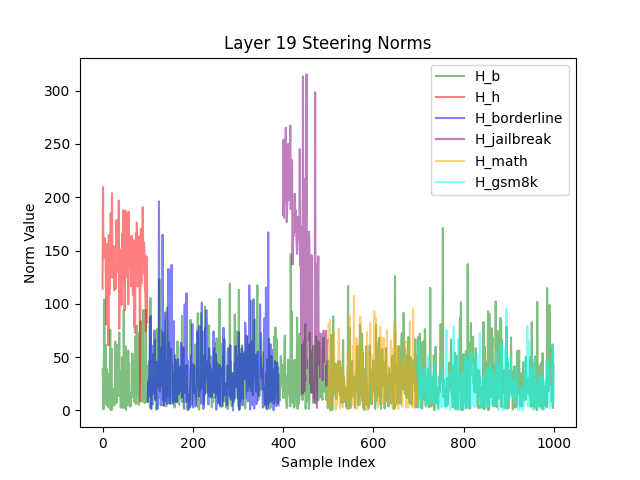 Layer 19 Steering Norms
Norm Value
300
250
200
150
100
50
0
H_b
H_h
H_borderline
H_jailbreak
H_math
H_gsm8k
0 200 400 600 800 1000
Sample Index